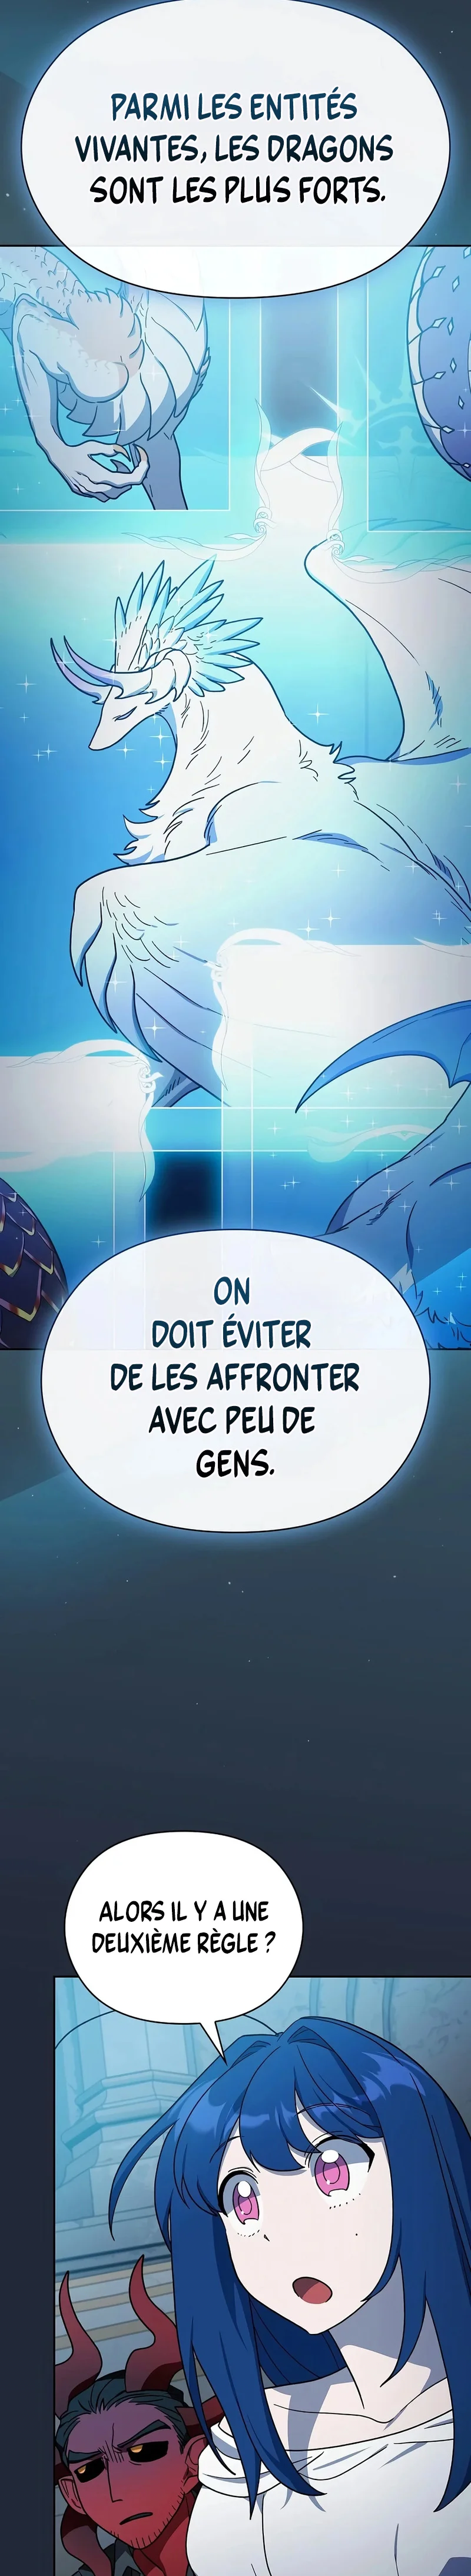 PARMI LES ENTITÉS
VIVANTES, LES DRAGONS
SONT LES PLUS FORTS.
ON
DOIT ÉVITER
DE LES AFFRONTER
AVEC PEU DE
GENS.
ALORS IL Y A UNE
DEUXIÈME RÈGLE ?